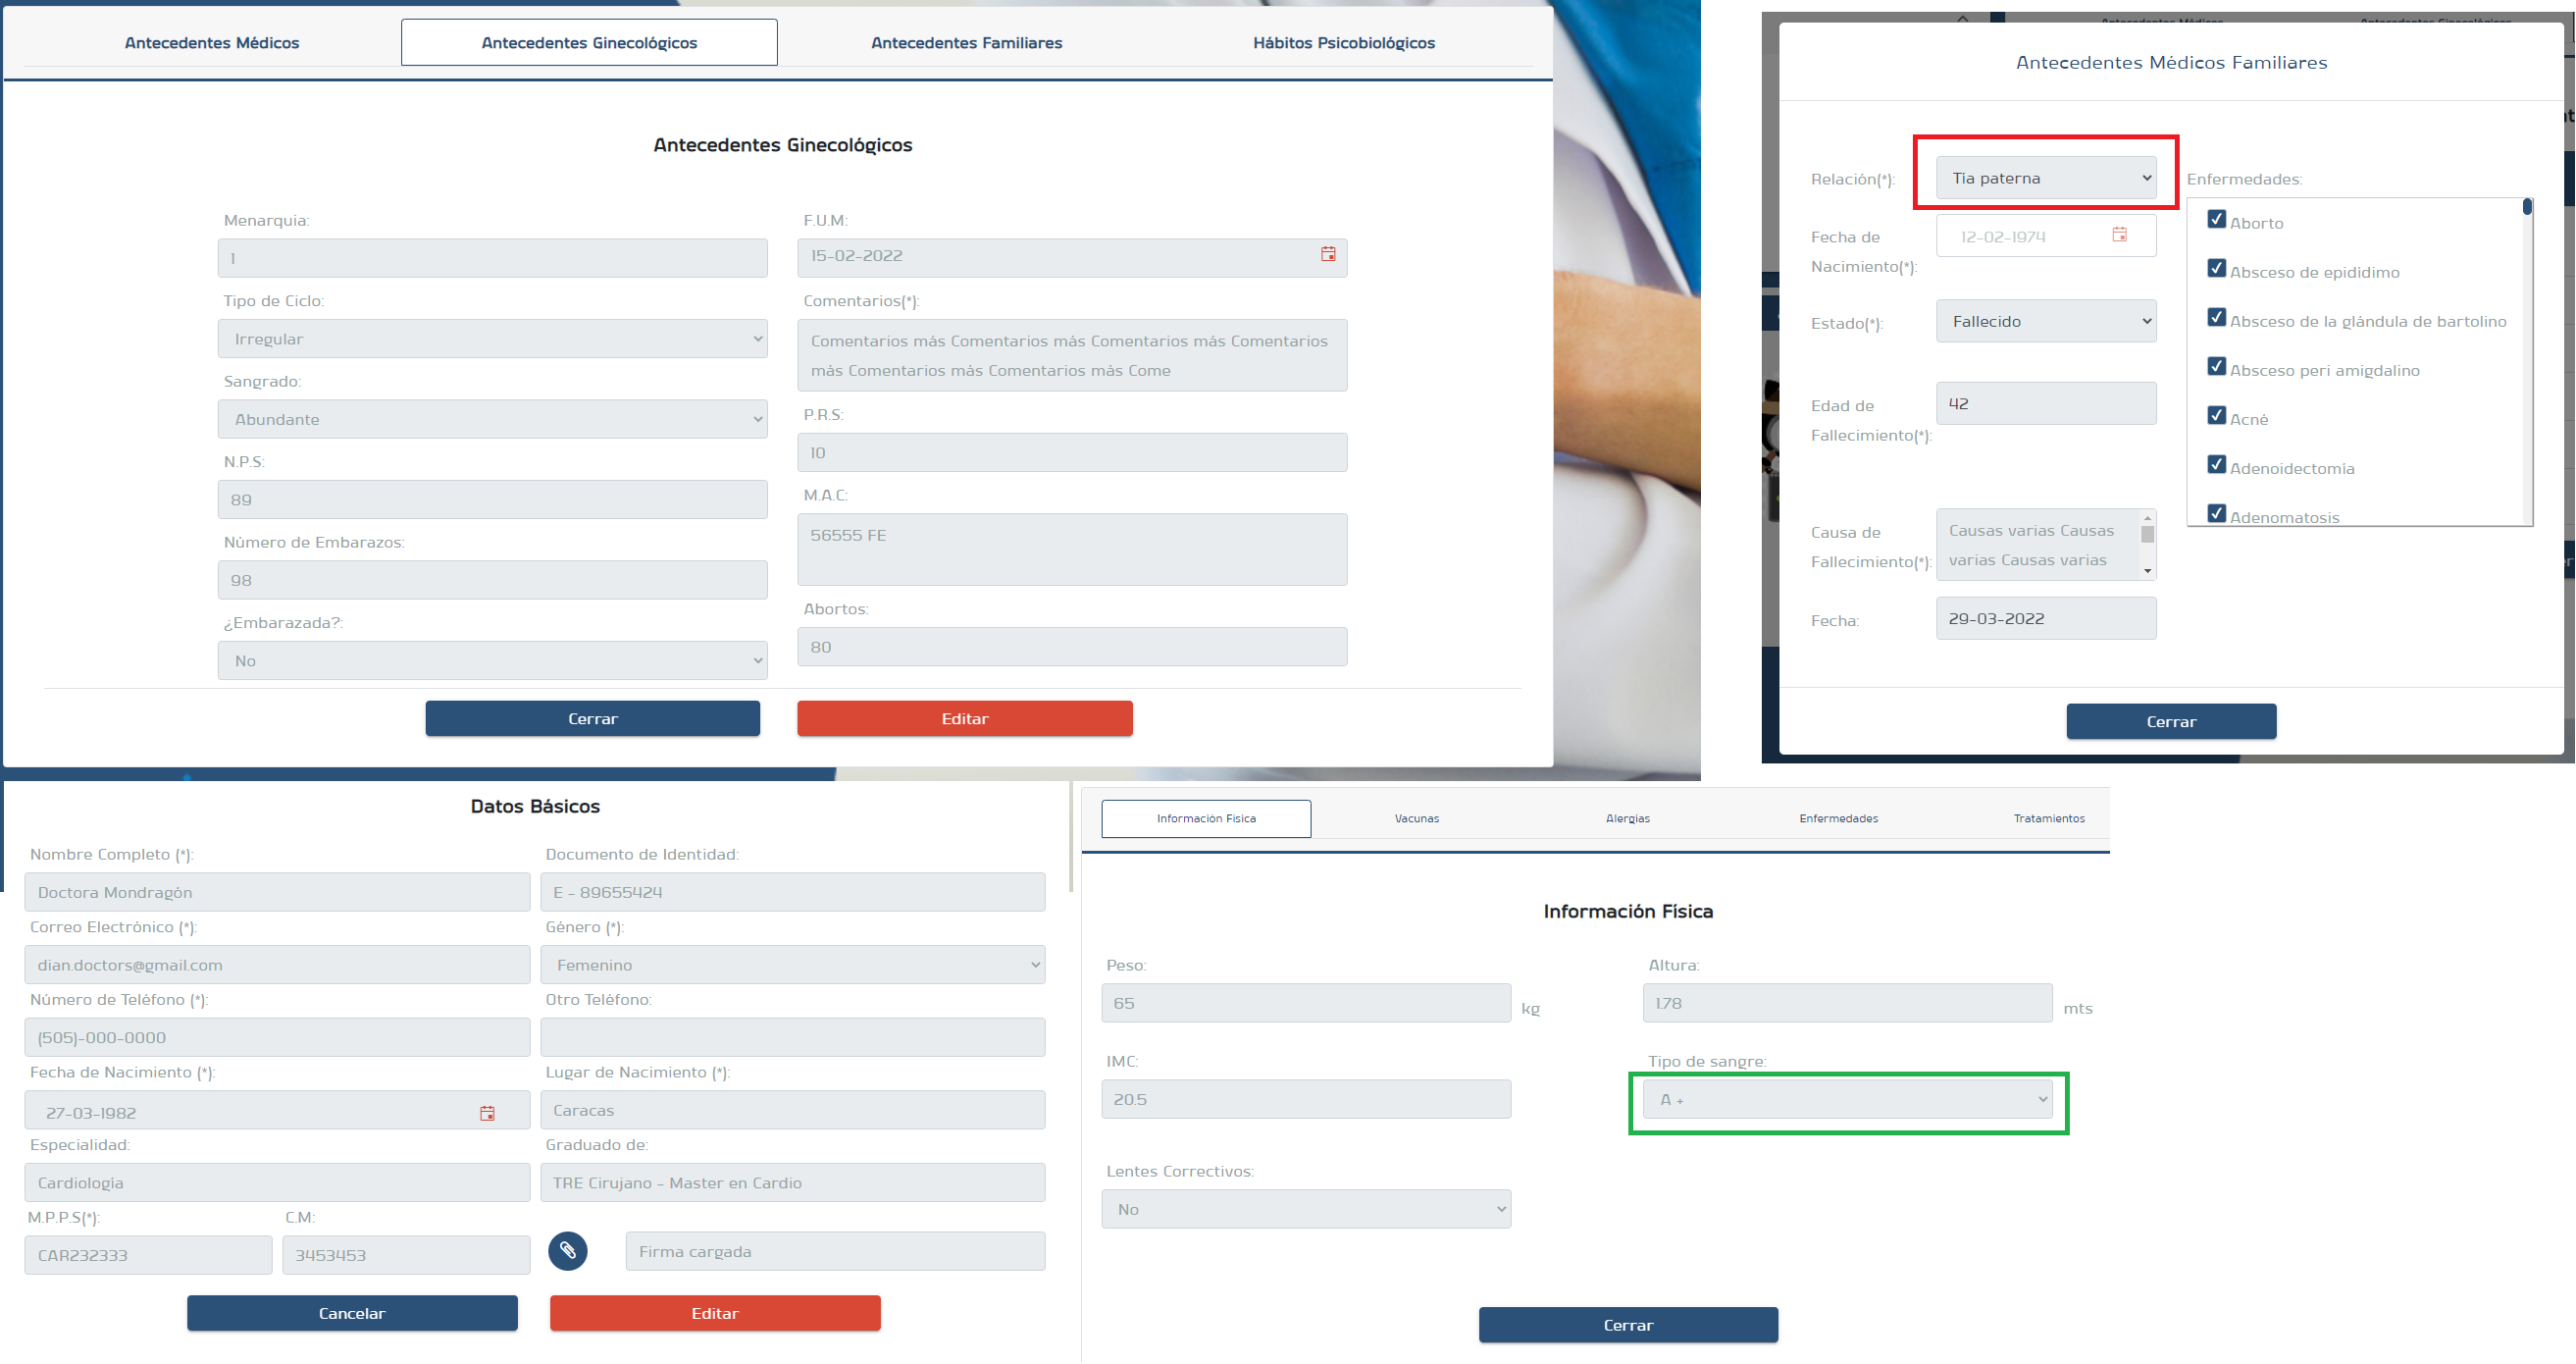 Antecedentes Médicos
Antecedentes Ginecológicos
Antecedentes Familiares
Hábitos Psicobiológicos
Antecedentes Ginecológicos
Menarquia:
1
Tipo de Ciclo:
Irregular
Sangrado:
Abundante
N.P.S:
89
Número de Embarazos:
98
¿Embarazada?:
No
F.U.M:
15-02-2022
Comentarios(*):
Comentarios más Comentarios más Comentarios más Comentarios
más Comentarios más Comentarios más Come
P.R.S:
10
M.A.C:
56555 FE
Abortos:
80
Cerrar
Editar
Antecedentes Médicos Familiares
Relación(*):
Tia paterna
Fecha de
Nacimiento(*):
12-02-1974
Estado(*):
Fallecido
Edad de
Fallecimiento(*):
42
Causa de
Fallecimiento(*):
Causas varias Causas
varias Causas varias
Fecha:
29-03-2022
Enfermedades:
Aborto
Absceso de epididimo
Absceso de la glándula de bartolino
Absceso peri amigdalino
Acné
Adenoidectomía
Adenomatosis
Cerrar
Datos Básicos
Nombre Completo (*):
Doctora Mondragón
Documento de Identidad:
E - 89655424
Correo Electrónico (*):
dian.doctors@gmail.com
Género (*):
Femenino
Número de Teléfono (*):
(505)-000-0000
Otro Teléfono:
Fecha de Nacimiento (*):
27-03-1982
Lugar de Nacimiento (*):
Caracas
Especialidad:
Cardiologia
Graduado de:
TRE Cirujano - Master en Cardio
M.P.P.S(*):
CAR232333
C.M:
3453453
Firma cargada
Cancelar
Editar
Información Fisica
Vacunas
Alergias
Enfermedades
Tratamientos
Información Física
Peso:
65
kg
Altura:
1.78
mts
IMC:
20.5
Tipo de sangre:
A +
Lentes Correctivos:
No
Cerrar